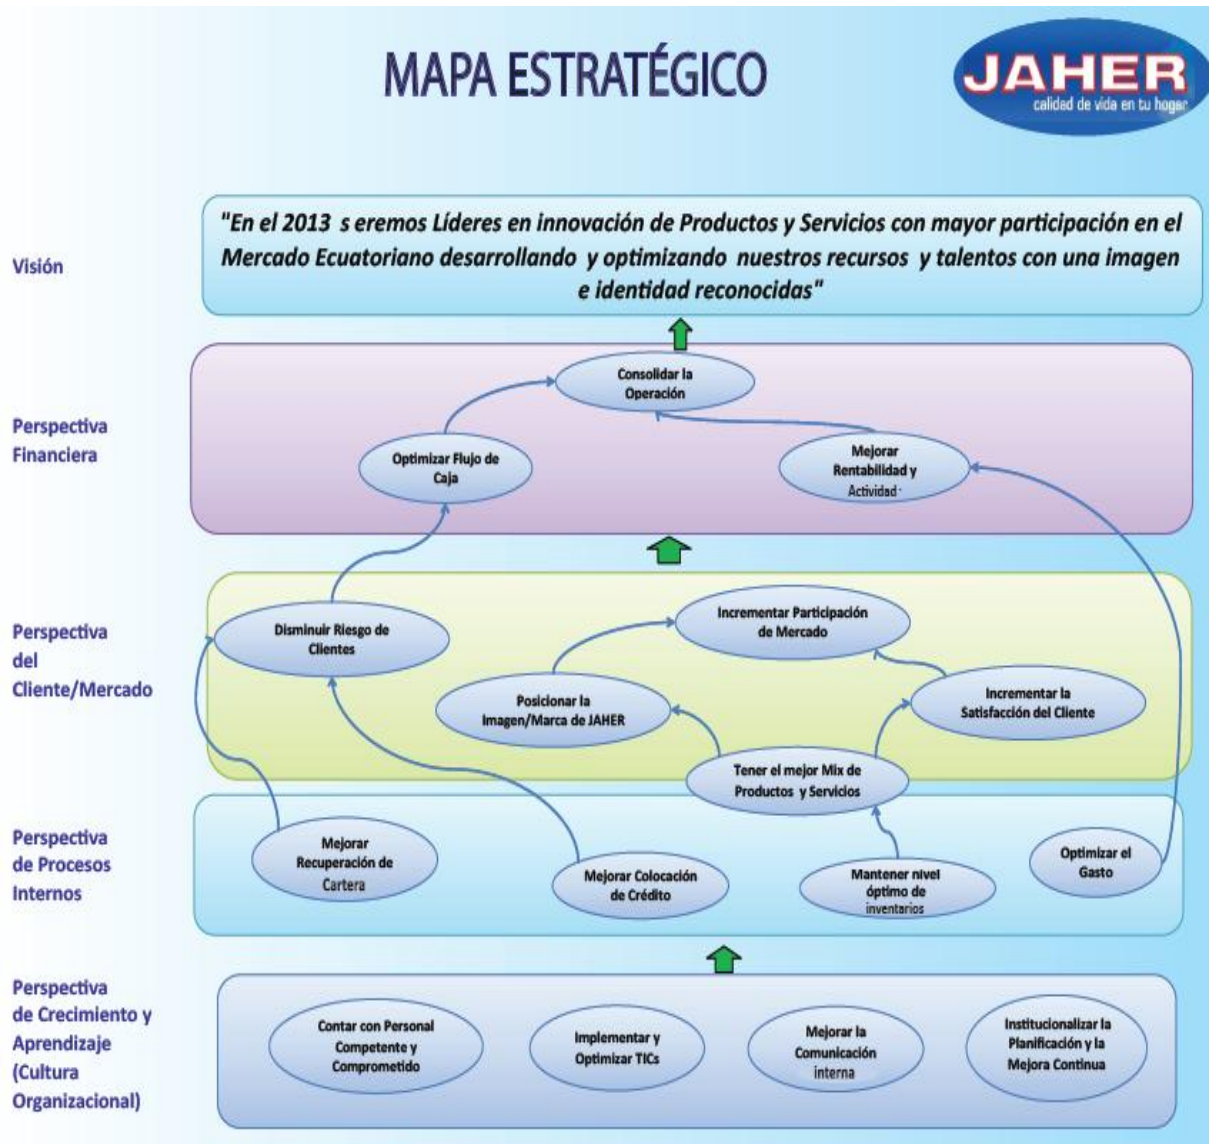 MAPA ESTRATÉGICO
JAHER
calidad de vida en tu hogar
Visión
"En el 2013 s eremos Líderes en innovación de Productos y Servicios con mayor participación en el
Mercado Ecuatoriano desarrollando y optimizando nuestros recursos y talentos con una imagen
e identidad reconocidas"
Perspectiva
Financiera
Consolidar la
Operación
Optimizar Flujo de
Caja
Mejorar
Rentabilidad y
Actividad
Perspectiva
del
Cliente/Mercado
Disminuir Riesgo de
Clientes
Incrementar Participación
de Mercado
Posicionar la
Imagen/Marca de JAHER
Incrementar la
Satisfacción del Cliente
Tener el mejor Mix de
Productos y Servicios
Perspectiva
de Procesos
Internos
Mejorar
Recuperación de
Cartera
Mejorar Colocación
de Crédito
Mantener nivel
óptimo de
inventarios
Optimizar el
Gasto
Perspectiva
de Crecimiento y
Aprendizaje
(Cultura
Organizacional)
Contar con Personal
Competente y
Comprometido
Implementar y
Optimizar TICs
Mejorar la
Comunicación
interna
Institucionalizar la
Planificación y la
Mejora Continua